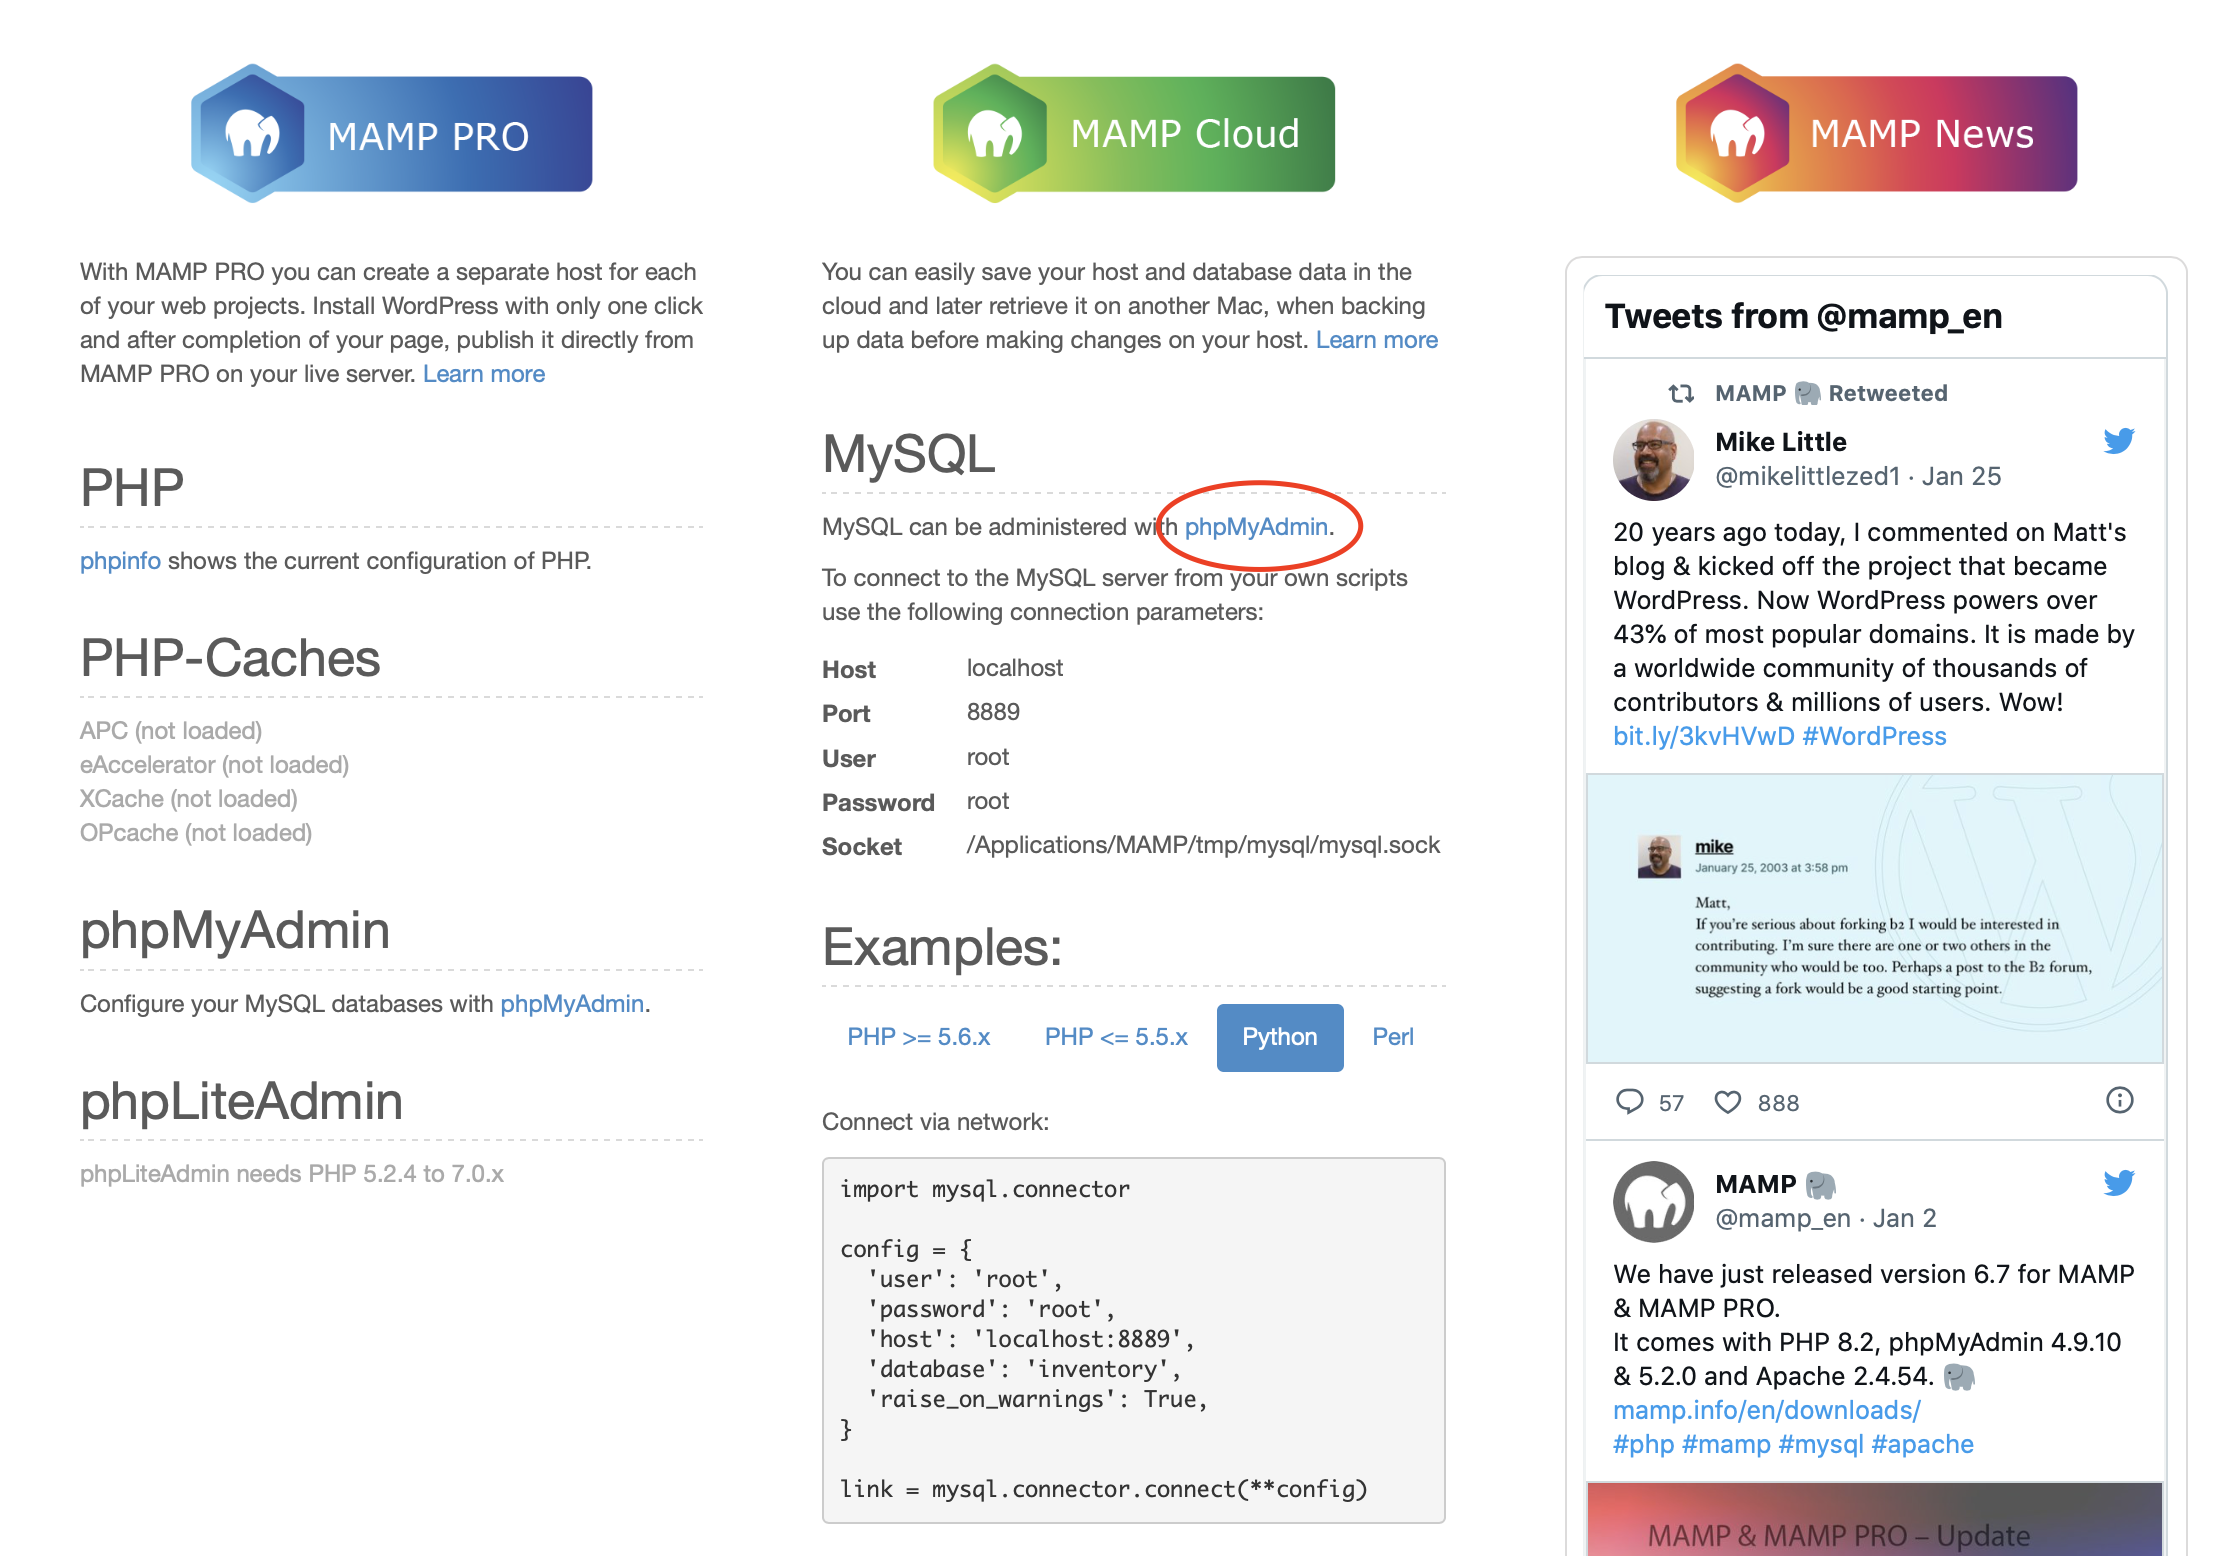 MAMP PRO
With MAMP PRO you can create a separate host for each
of your web projects. Install WordPress with only one click
and after completion of your page, publish it directly from
MAMP PRO on your live server. Learn more
PHP
phpinfo shows the current configuration of PHP.
PHP-Caches
APC (not loaded)
eAccelerator (not loaded)
XCache (not loaded)
OPcache (not loaded)
phpMyAdmin
Configure your MySQL databases with phpMyAdmin.
phpLiteAdmin
phpLiteAdmin needs PHP 5.2.4 to 7.0.x
MAMP Cloud
You can easily save your host and database data in the
cloud and later retrieve it on another Mac, when backing
up data before making changes on your host. Learn more
MySQL
MySQL can be administered with phpMyAdmin.
To connect to the MySQL server from your own scripts
use the following connection parameters:
Host localhost
Port 8889
User root
Password root
Socket /Applications/MAMP/tmp/mysql/mysql.sock
Examples:
PHP >= 5.6.x PHP <= 5.5.x Python Perl
Connect via network:
import mysql.connector
config = {
'user': 'root',
'password': 'root',
'host': 'localhost:8889',
'database': 'inventory',
'raise_on_warnings': True,
}
link = mysql.connector.connect(**config)
MAMP News
Tweets from @mamp_en
MAMP 🐘 Retweeted
Mike Little
@mikelittlezed1 · Jan 25
20 years ago today, I commented on Matt's
blog & kicked off the project that became
WordPress. Now WordPress powers over
43% of most popular domains. It is made by
a worldwide community of thousands of
contributors & millions of users. Wow!
bit.ly/3kvHVwD #WordPress
mike
January 25, 2003 at 3:58 pm
Matt,
If you're serious about forking b2 I would be interested in
contributing. I'm sure there are one or two others in the
community who would be too. Perhaps a post to the B2 forum,
suggesting a fork would be a good starting point.
57 888
MAMP 🐘
@mamp_en · Jan 2
We have just released version 6.7 for MAMP
& MAMP PRO.
It comes with PHP 8.2, phpMyAdmin 4.9.10
& 5.2.0 and Apache 2.4.54. 🐘
mamp.info/en/downloads/
#php #mamp #mysql #apache
MAMP & MAMP PRO – Update